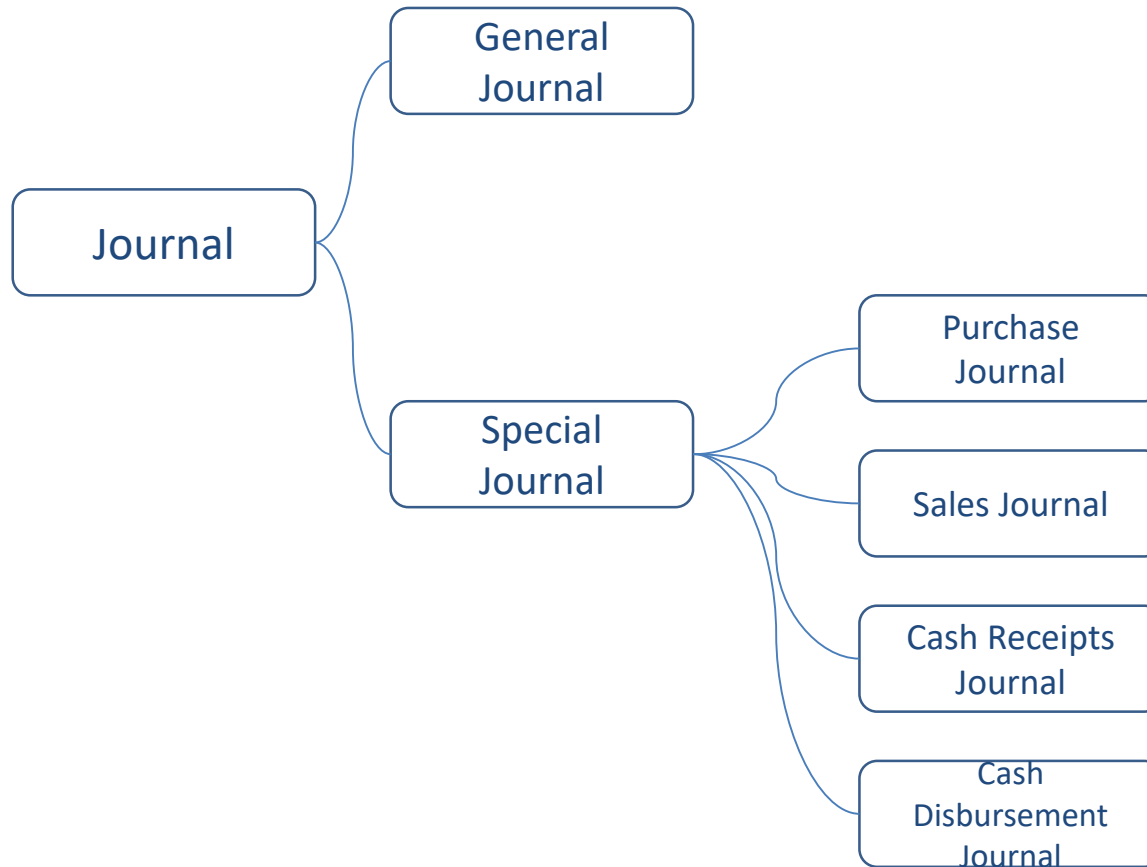 General
Journal
Journal
Special
Journal
Purchase
Journal
Sales Journal
Cash Receipts
Journal
Cash
Disbursement
Journal